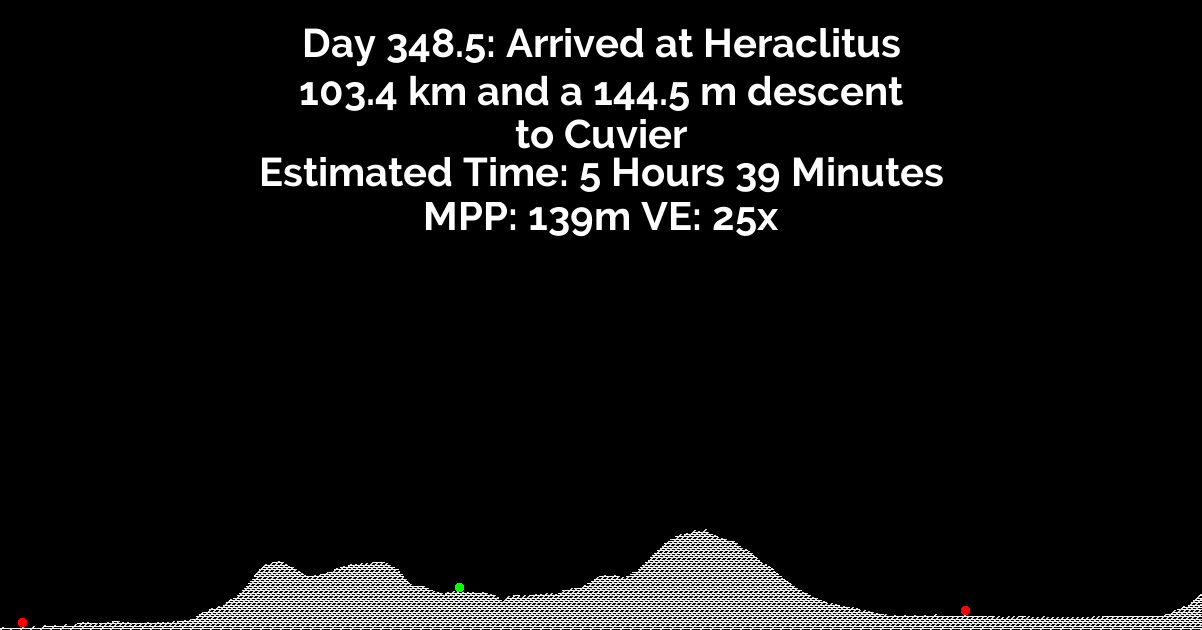 Day 348.5: Arrived at Heraclitus
103.4 km and a 144.5 m descent
to Cuvier
Estimated Time: 5 Hours 39 Minutes
MPP: 139m VE: 25x